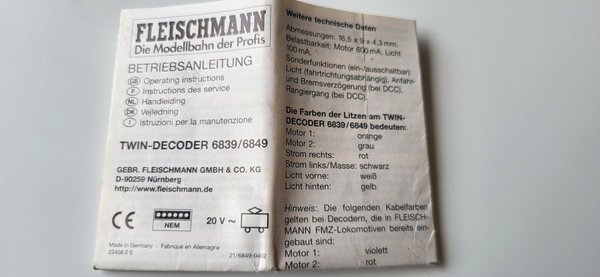 FLEISCHMANN
Die Modellbahn der Profis
BETRIEBSANLEITUNG
GB Operating instructions
F Instructions des service
NL Handleiding
DK Vejledning
I Istruzioni per la manutenzione
TWIN-DECODER 6839/6849
GEBR. FLEISCHMANN GMBH & CO. KG
D-90259 Nürnberg
http://www.fleischmann.de
CE
NEM
20 V ~
Made in Germany · Fabriqué en Allemagne
23456.0 E
21/6849-0402
Weitere technische Daten
Abmessungen: 16,5 x 9 x 4,3 mm.
Belastbarkeit: Motor 600 mA, Licht
100 mA.
Sonderfunktionen (ein-/ausschaltbar):
Licht (fahrtrichtungsabhängig), Anfahr-
und Bremsverzögerung (bei DCC),
Rangiergang (bei DCC).
Die Farben der Litzen am TWIN-
DECODER 6839/6849 bedeuten:
Motor 1: orange
Motor 2: grau
Strom rechts: rot
Strom links/Masse: schwarz
Licht vorne: weiß
Licht hinten: gelb
Hinweis: Die folgenden Kabelfarben
gelten bei Decodern, die in FLEISCH-
MANN FMZ-Lokomotiven bereits ein-
gebaut sind:
Motor 1: violett
Motor 2: rot